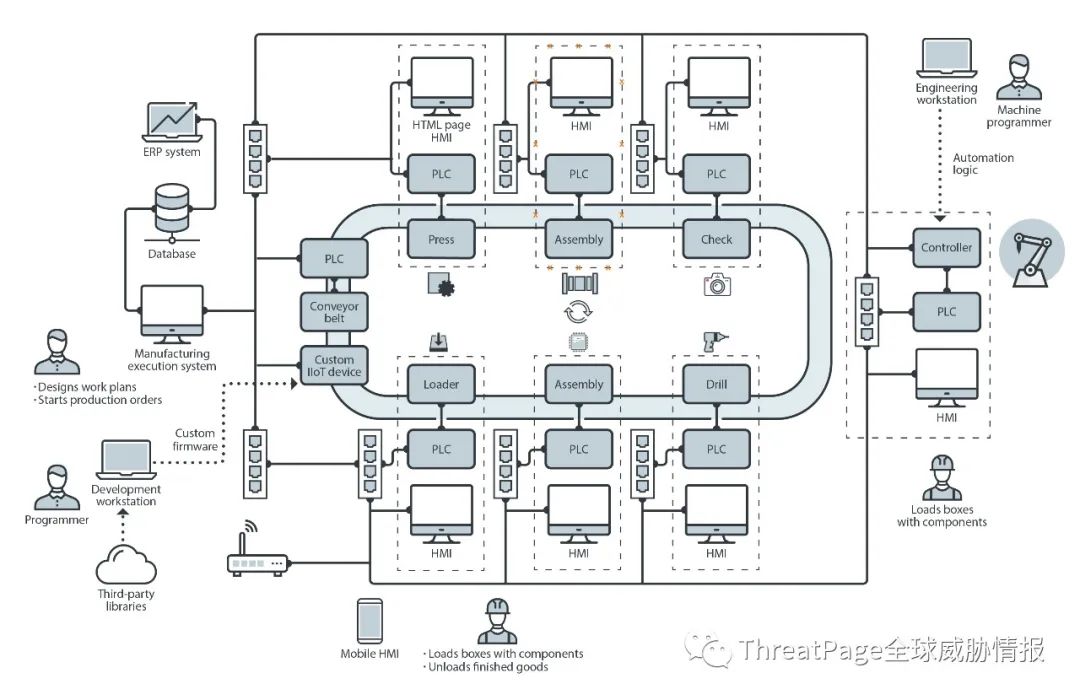 ERP system
Database
Manufacturing
execution system
· Designs work plans
· Starts production orders
Custom
firmware
Development
workstation
Programmer
Third-party
libraries
HTML page
HMI
HMI
HMI
PLC
PLC
PLC
Press
Assembly
Check
PLC
Conveyor
belt
Custom
IIoT device
Loader
Assembly
Drill
PLC
PLC
PLC
HMI
HMI
HMI
Engineering
workstation
Machine
programmer
Automation
logic
Controller
PLC
HMI
Loads boxes
with components
Mobile HMI
· Loads boxes with components
· Unloads finished goods
ThreatPage全球威胁情报